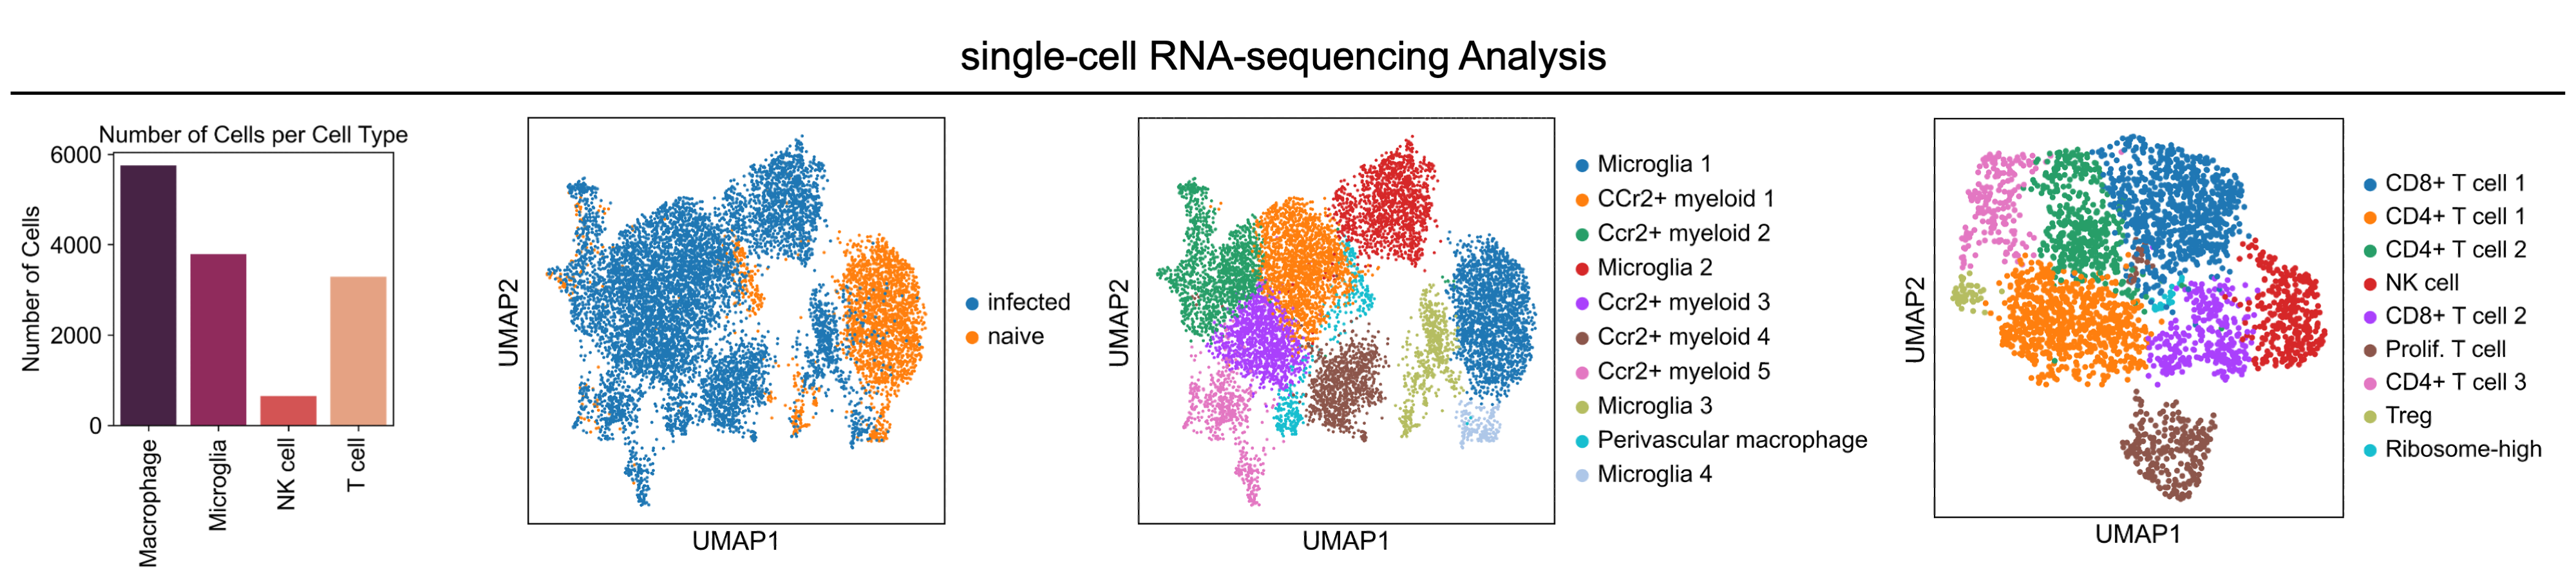 single-cell RNA-sequencing Analysis
Number of Cells per Cell Type
Number of Cells
6000
4000
2000
0
Macrophage
Microglia
NK cell
T cell
UMAP2
UMAP1
infected
naive
UMAP2
UMAP1
Microglia 1
CCr2+ myeloid 1
Ccr2+ myeloid 2
Microglia 2
Ccr2+ myeloid 3
Ccr2+ myeloid 4
Ccr2+ myeloid 5
Microglia 3
Perivascular macrophage
Microglia 4
UMAP2
UMAP1
CD8+ T cell 1
CD4+ T cell 1
CD4+ T cell 2
NK cell
CD8+ T cell 2
Prolif. T cell
CD4+ T cell 3
Treg
Ribosome-high